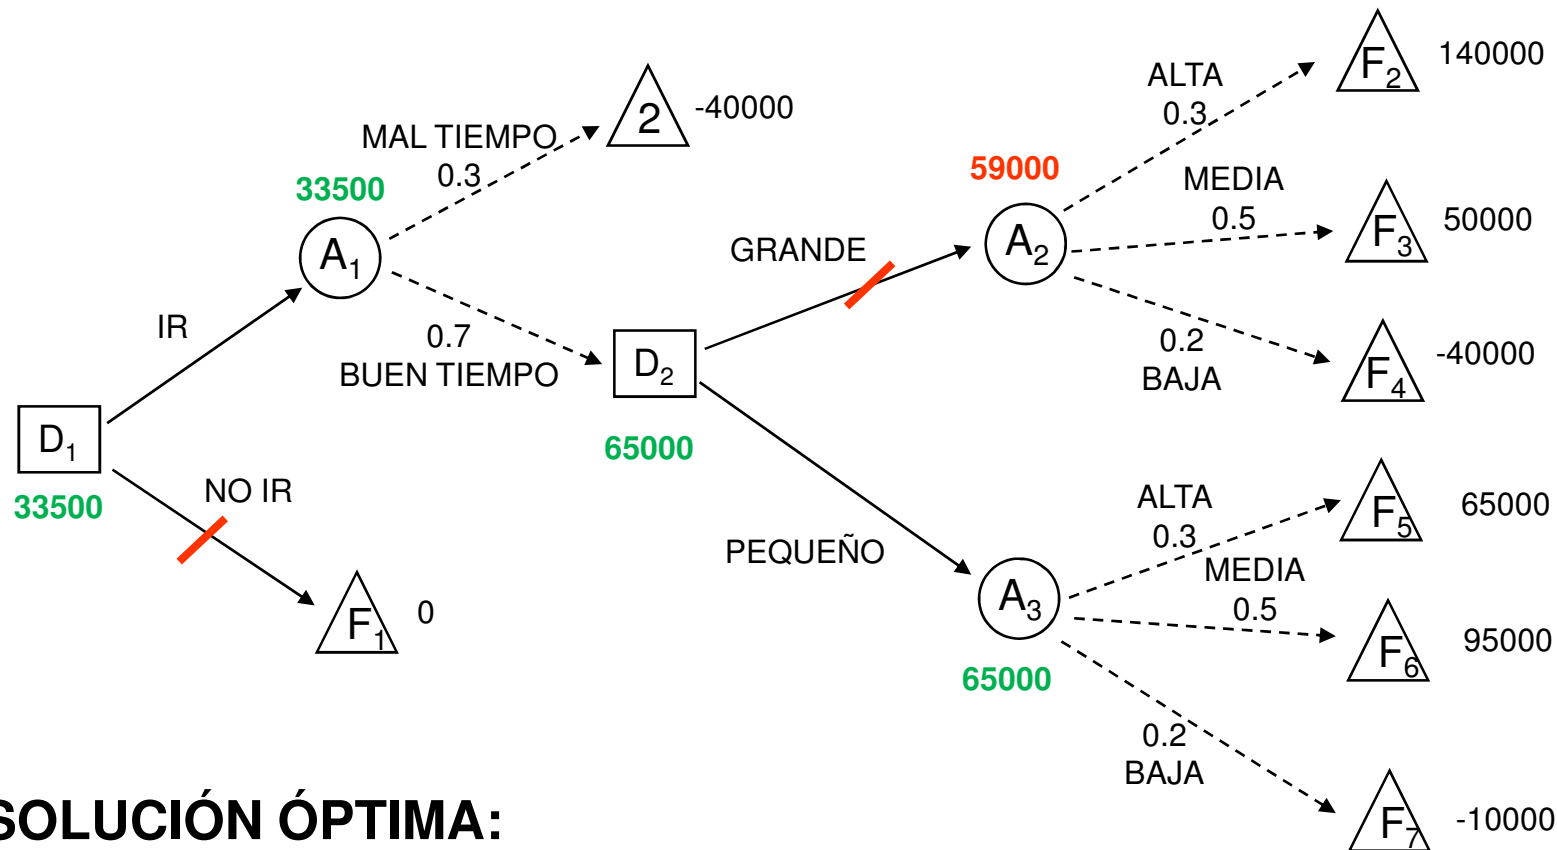 F2 140000
ALTA
0.3
2 -40000
MAL TIEMPO
0.3
33500
A1
59000
A2
MEDIA
0.5
F3 50000
GRANDE
IR
0.7
BUEN TIEMPO
D2
65000
0.2
BAJA
F4 -40000
D1
33500
NO IR
F1 0
PEQUEÑO
ALTA
0.3
F5 65000
MEDIA
0.5
A3
65000
F6 95000
0.2
BAJA
F7 -10000
SOLUCIÓN ÓPTIMA: